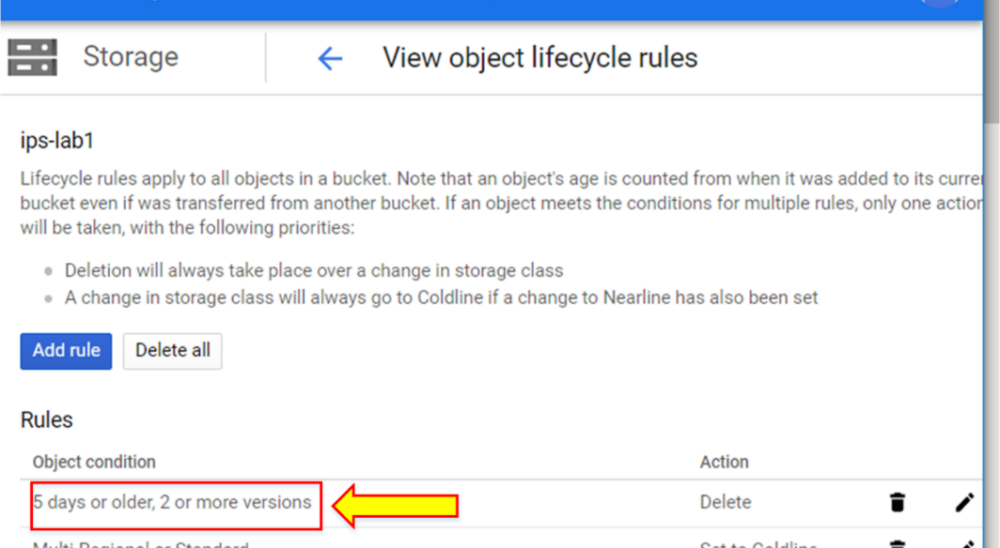 Storage
View object lifecycle rules
ips-lab1
Lifecycle rules apply to all objects in a bucket. Note that an object's age is counted from when it was added to its
bucket even if was transferred from another bucket. If an object meets the conditions for multiple rules, only one action
will be taken, with the following priorities:
Deletion will always take place over a change in storage class
A change in storage class will always go to Coldline if a change to Nearline has also been set
Add rule Delete all
Rules
Object condition Action
5 days or older, 2 or more versions Delete
Multi-Regional or Standard Set to Coldline